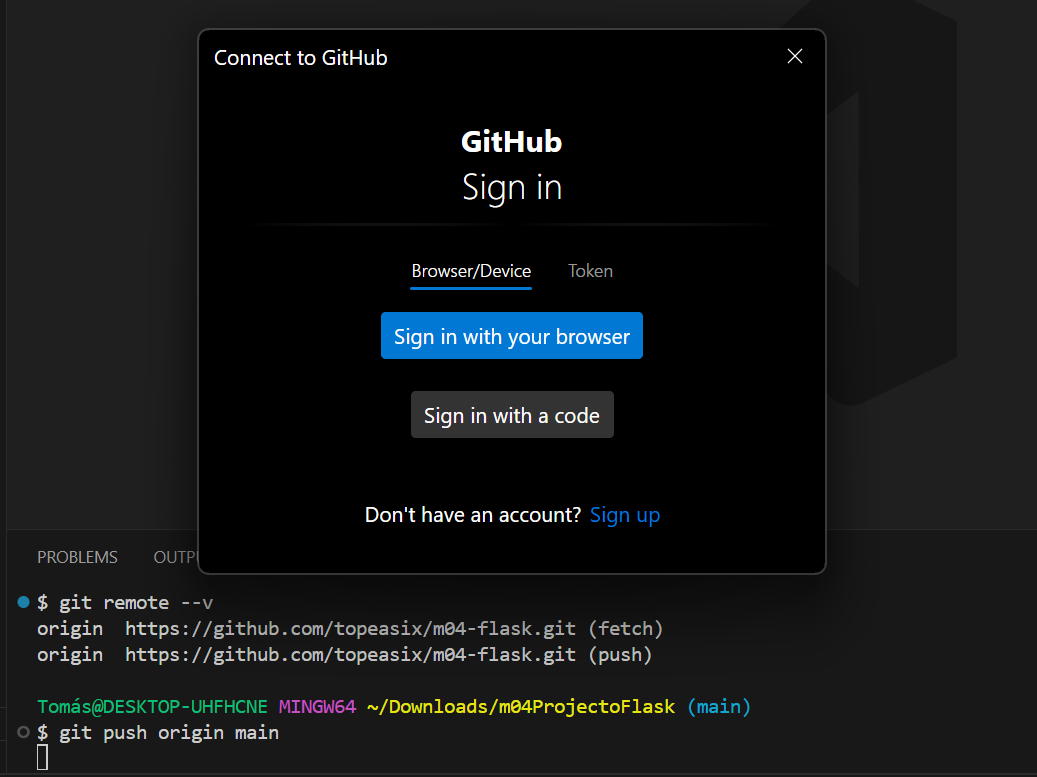 Connect to GitHub
GitHub
Sign in
Browser/Device Token
Sign in with your browser
Sign in with a code
Don't have an account? Sign up
PROBLEMS OUTP
$ git remote --v
origin https://github.com/topeasix/m04-flask.git (fetch)
origin https://github.com/topeasix/m04-flask.git (push)
Tomás@DESKTOP-UHFHCNE MINGW64 ~/Downloads/m04ProjectoFlask (main)
$ git push origin main